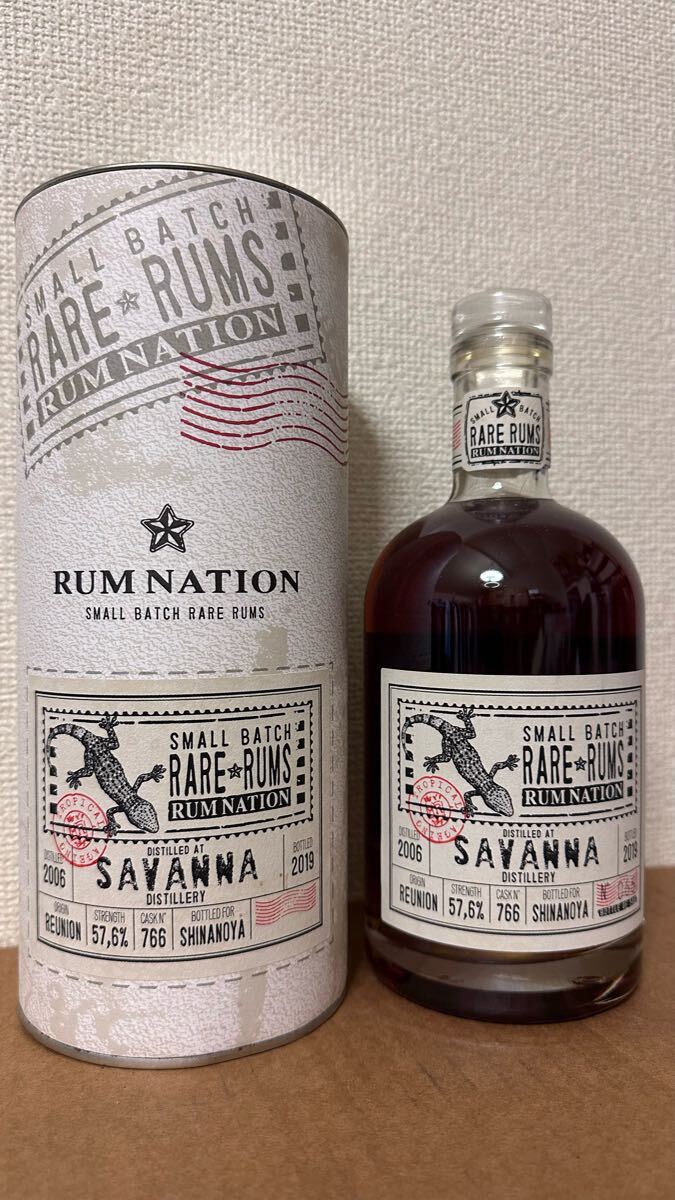 SMALL BATCH
RARE RUMS
RUM NATION
RUM NATION
SMALL BATCH RARE RUMS
SMALL BATCH
RARE RUMS
RUM NATION
TROPICAL
DISTILLED AT
DISTILLED
2006
SAVANNA
BOTTLED
2019
DISTILLERY
ORIGIN
REUNION
STRENGTH
57,6%
CASK N°
766
BOTTLED FOR
SHINANOYA
SMALL BATCH
RARE RUMS
RUM NATION
SMALL BATCH
RARE RUMS
RUM NATION
TROPICAL
AGEING
DISTILLED AT
DISTILLED
2006
SAVANNA
BOTTLED
2019
DISTILLERY
ORIGIN
REUNION
STRENGTH
57,6%
CASK N°
766
BOTTLED FOR
SHINANOYA